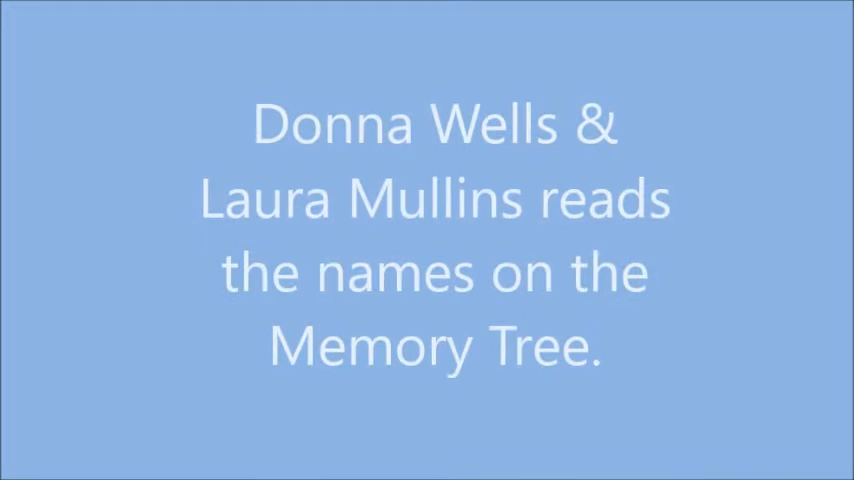 Donna Wells &
Laura Mullins reads
the names on the
Memory Tree.